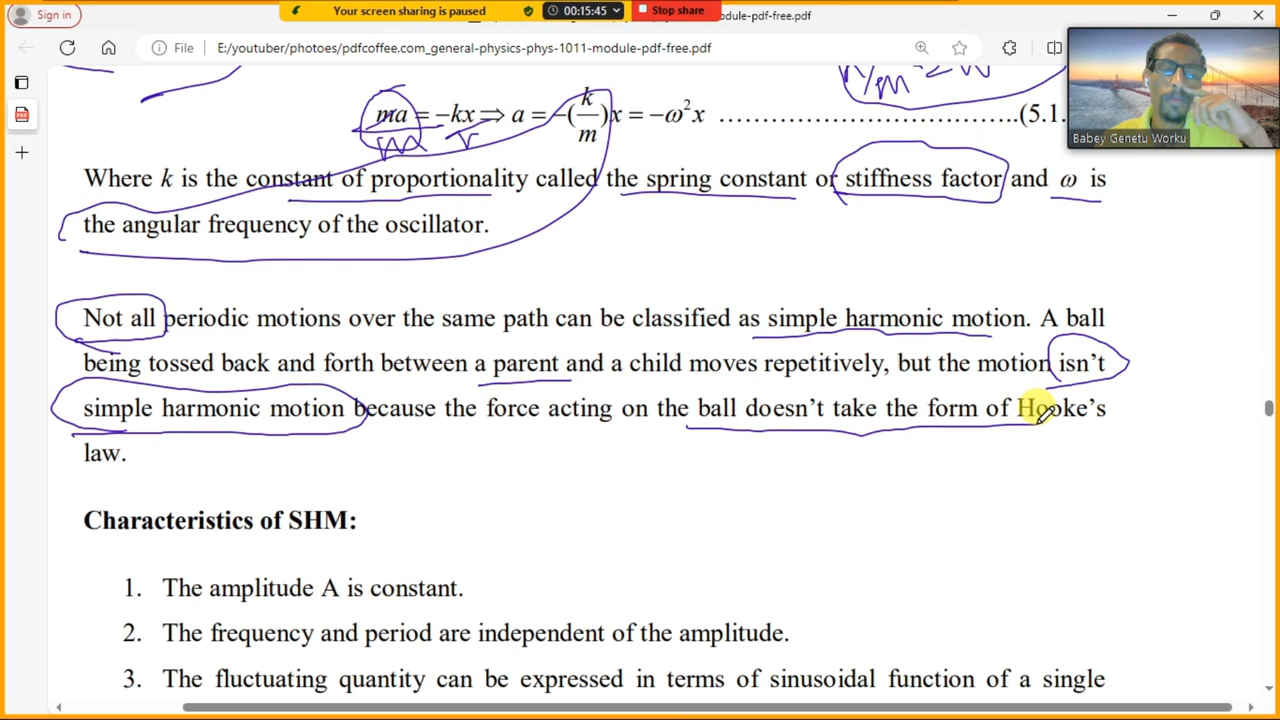 Sign in
Your screen sharing is paused
00:15:45
Stop share
odule-pdf-free.pdf
File E:/youtuber/photoes/pdfcoffee.com_general-physics-phys-1011-module-pdf-free.pdf
ma = -kx ⇒ a = -(k/m)x = -ω²x ……………………………(5.1.
m
Babey Genetu Worku
Where k is the constant of proportionality called the spring constant or stiffness factor and ω is
the angular frequency of the oscillator.
Not all periodic motions over the same path can be classified as simple harmonic motion. A ball
being tossed back and forth between a parent and a child moves repetitively, but the motion isn't
simple harmonic motion because the force acting on the ball doesn't take the form of Hooke's
law.
Characteristics of SHM:
1. The amplitude A is constant.
2. The frequency and period are independent of the amplitude.
3. The fluctuating quantity can be expressed in terms of sinusoidal function of a single